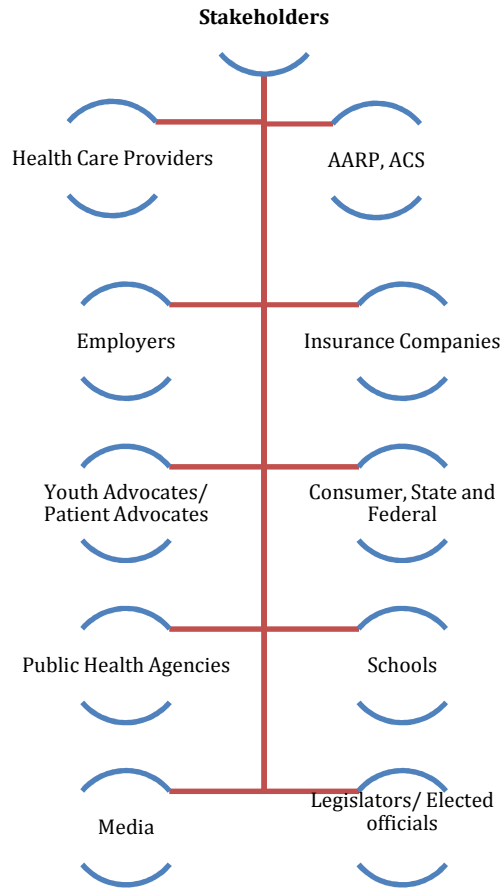 Stakeholders
Health Care Providers
AARP, ACS
Employers
Insurance Companies
Youth Advocates/
Patient Advocates
Consumer, State and
Federal
Public Health Agencies
Schools
Media
Legislators/ Elected
officials